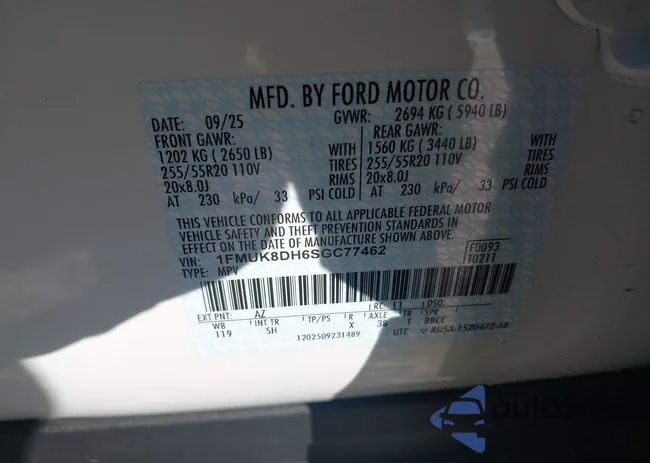 MFD. BY FORD MOTOR CO.
DATE: 09/25 GVWR: 2694 KG ( 5940 LB)
FRONT GAWR: REAR GAWR:
1202 KG ( 2650 LB) WITH 1560 KG ( 3440 LB) WITH
255/55R20 110V TIRES 255/55R20 110V TIRES
20x8.0J RIMS 20x8.0J RIMS
AT 230 kPa/ 33 PSI COLD AT 230 kPa/ 33 PSI COLD
THIS VEHICLE CONFORMS TO ALL APPLICABLE FEDERAL MOTOR
VEHICLE SAFETY AND THEFT PREVENTION STANDARDS IN
EFFECT ON THE DATE OF MANUFACTURE SHOWN ABOVE.
VIN: 1FMUK8DH6SGC77462 F0093
TYPE: MPV T0211
EXT PNT: AZ RC: 11 DSO:
WB INT TR TP/PS R AXLE TR SPR
119 SH X 3B T BBCC
1202509231489 UTC